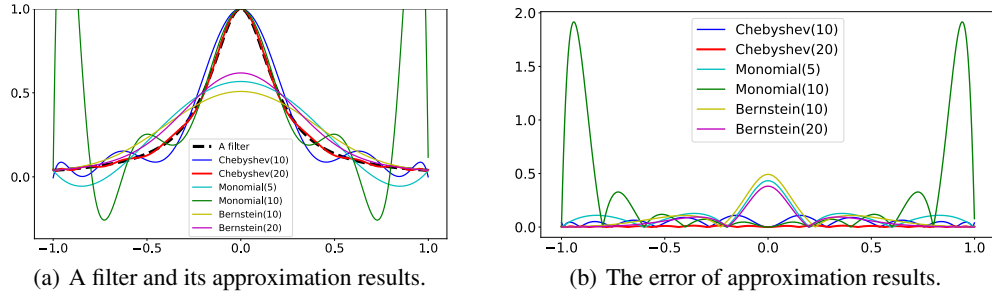 1.0
0.5
0.0
A filter
Chebyshev(10)
Chebyshev(20)
Monomial(5)
Monomial(10)
Bernstein(10)
Bernstein(20)
−1.0 −0.5 0.0 0.5 1.0
(a) A filter and its approximation results.
2.0
1.5
1.0
0.5
0.0
Chebyshev(10)
Chebyshev(20)
Monomial(5)
Monomial(10)
Bernstein(10)
Bernstein(20)
−1.0 −0.5 0.0 0.5 1.0
(b) The error of approximation results.